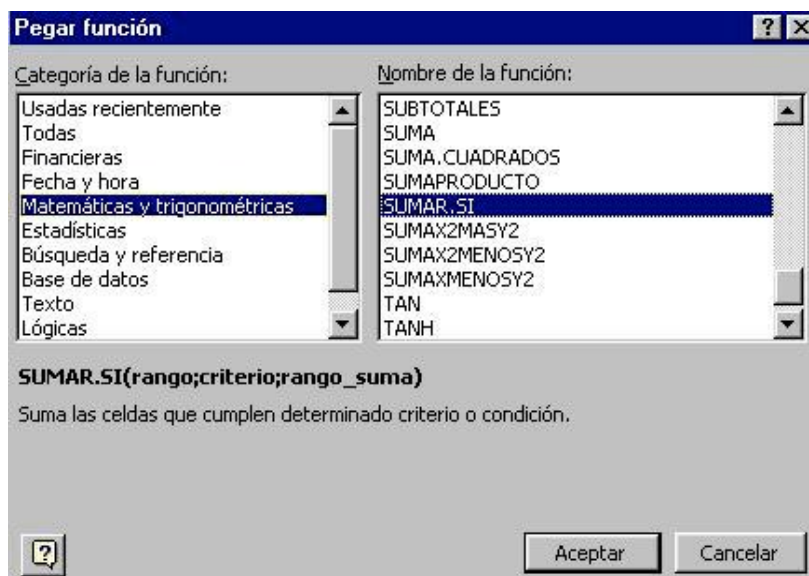 Pegar función
Categoría de la función:
Usadas recientemente
Todas
Financieras
Fecha y hora
Matemáticas y trigonométricas
Estadísticas
Búsqueda y referencia
Base de datos
Texto
Lógicas
Nombre de la función:
SUBTOTALES
SUMA
SUMA.CUADRADOS
SUMAPRODUCTO
SUMAR.SI
SUMAX2MASY2
SUMAX2MENOSY2
SUMAXMENOSY2
TAN
TANH
SUMAR.SI(rango;criterio;rango_suma)
Suma las celdas que cumplen determinado criterio o condición.
Aceptar
Cancelar